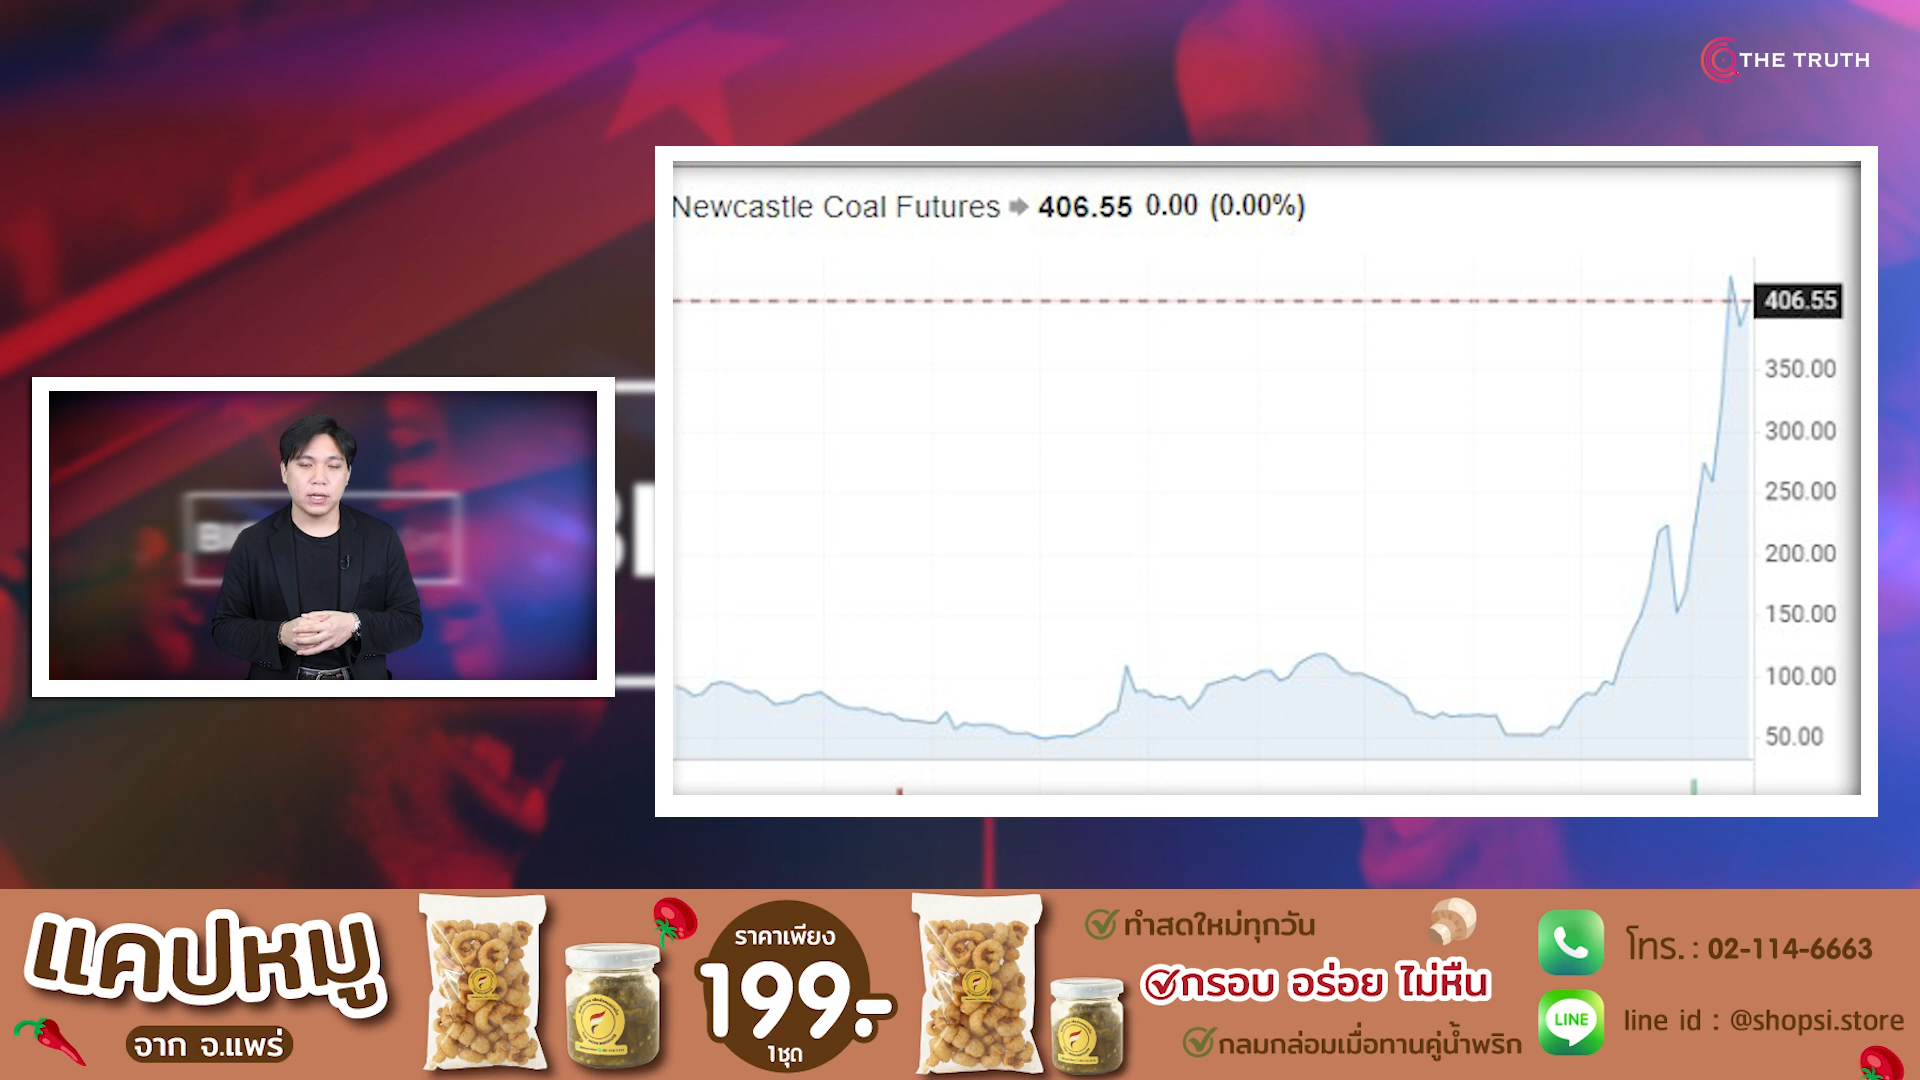 THE TRUTH
Newcastle Coal Futures 406.55 0.00 (0.00%)
406.55
350.00
300.00
250.00
200.00
150.00
100.00
50.00
แคปหมู
จาก จ.แพร่
ราคาเพียง
199.-
1ชุด
ทำสดใหม่ทุกวัน
กรอบ อร่อย ไม่หืน
กลมกล่อมเมื่อทานคู่น้ำพริก
โทร. : 02-114-6663
LINE
line id : @shopsi.store